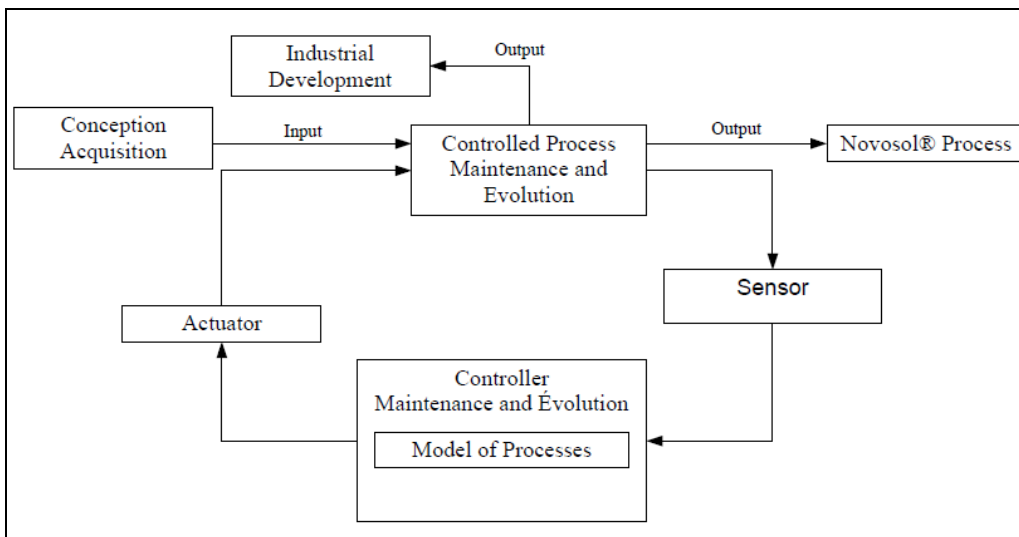 Industrial
Development
Output
Conception
Acquisition
Input
Controlled Process
Maintenance and
Evolution
Output
Novosol® Process
Sensor
Actuator
Controller
Maintenance and Évolution
Model of Processes